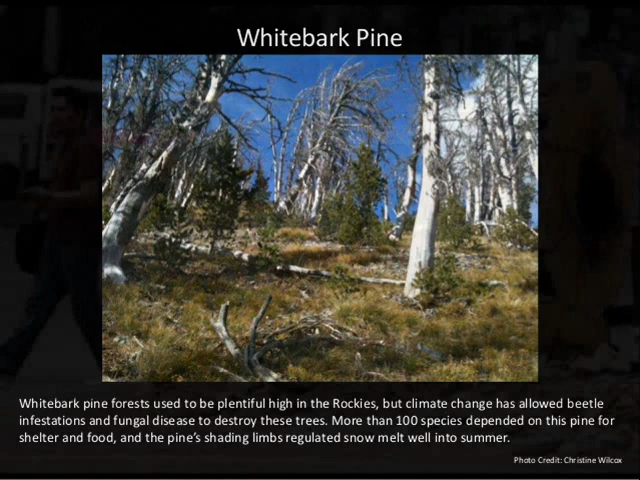 Whitebark Pine
Whitebark pine forests used to be plentiful high in the Rockies, but climate change has allowed beetle
infestations and fungal disease to destroy these trees. More than 100 species depended on this pine for
shelter and food, and the pine’s shading limbs regulated snow melt well into summer.
Photo Credit: Christine Wilcox